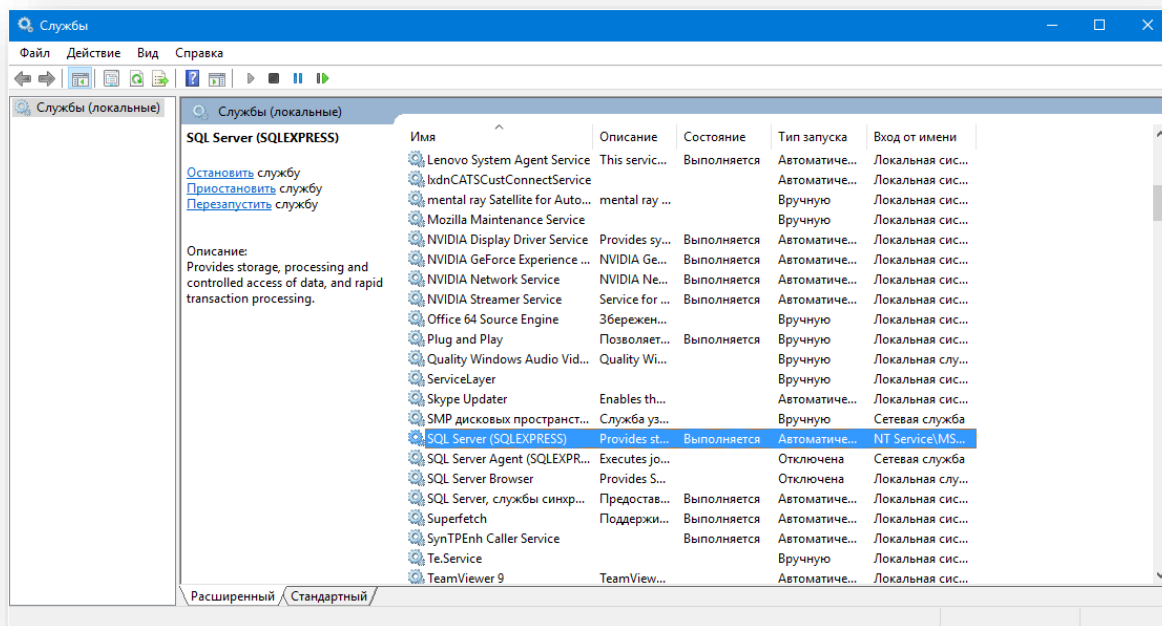 Службы
Файл Действие Вид Справка
Службы (локальные)
Службы (локальные)
SQL Server (SQLEXPRESS)
Остановить службу
Приостановить службу
Перезапустить службу
Описание:
Provides storage, processing and
controlled access of data, and rapid
transaction processing.
Имя Описание Состояние Тип запуска Вход от имени
Lenovo System Agent Service This servic... Выполняется Автоматиче... Локальная сис...
lxdnCATSCustConnectService Автоматиче... Локальная сис...
mental ray Satellite for Auto... mental ray ... Вручную Локальная сис...
Mozilla Maintenance Service Вручную Локальная сис...
NVIDIA Display Driver Service Provides sy... Выполняется Автоматиче... Локальная сис...
NVIDIA GeForce Experience ... NVIDIA Ge... Выполняется Автоматиче... Локальная сис...
NVIDIA Network Service NVIDIA Ne... Выполняется Автоматиче... Локальная сис...
NVIDIA Streamer Service Service for ... Выполняется Автоматиче... Локальная сис...
Office 64 Source Engine Збережен... Вручную Локальная сис...
Plug and Play Позволяет... Выполняется Вручную Локальная сис...
Quality Windows Audio Vid... Quality Wi... Вручную Локальная слу...
ServiceLayer Вручную Локальная сис...
Skype Updater Enables th... Автоматиче... Локальная сис...
SMP дисковых пространст... Служба уз... Вручную Сетевая служба
SQL Server (SQLEXPRESS) Provides st... Выполняется Автоматиче... NT Service\MS...
SQL Server Agent (SQLEXPR... Executes jo... Отключена Сетевая служба
SQL Server Browser Provides S... Отключена Локальная слу...
SQL Server, службы синхр... Предостав... Выполняется Автоматиче... Локальная сис...
Superfetch Поддержи... Выполняется Автоматиче... Локальная сис...
SynTPEnh Caller Service Выполняется Автоматиче... Локальная сис...
Te.Service Вручную Локальная сис...
TeamViewer 9 TeamView... Автоматиче... Локальная сис...
Расширенный Стандартный